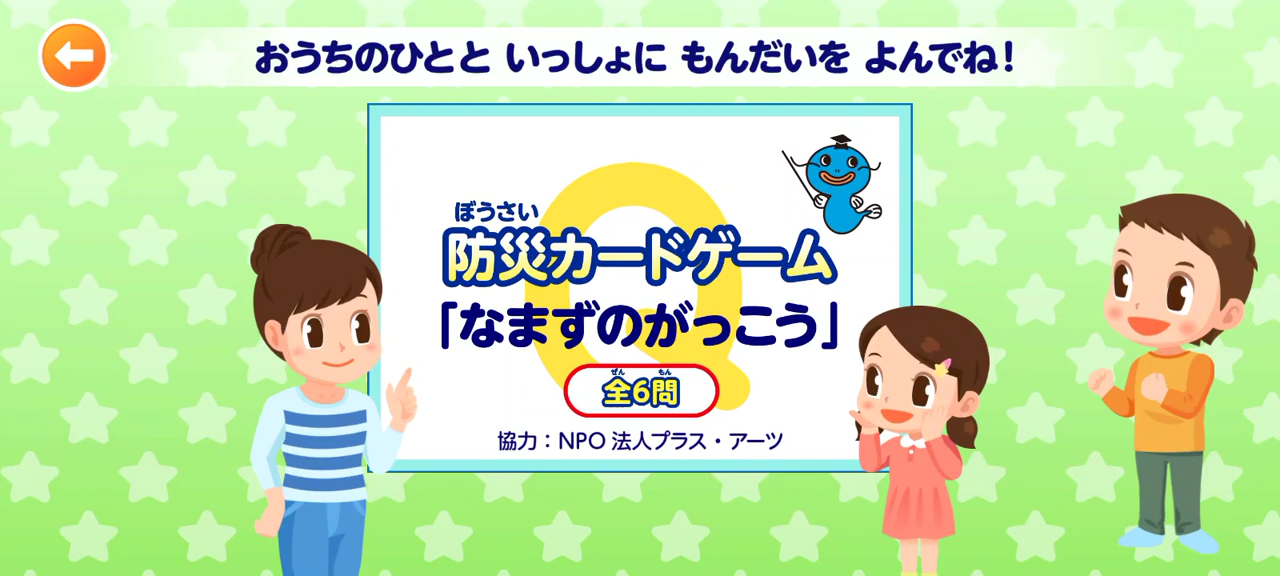 おうちのひとと いっしょに もんだいを よんでね！
ぼうさい
防災カードゲーム
「なまずのがっこう」
ぜん もん
全6問
協力：NPO 法人プラス・アーツ
Q